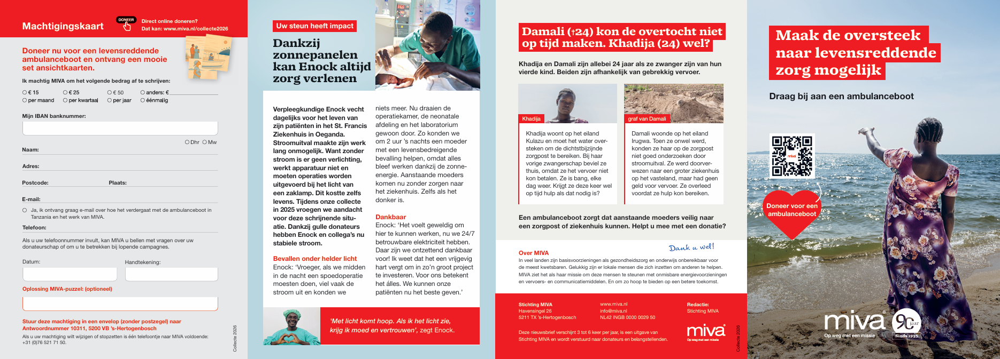 Machtigingskaart
DONEER
Direct online doneren?
Dat kan: www.miva.nl/collecte2026
Doneer nu voor een levensreddende
ambulanceboot en ontvang een mooie
set ansichtkaarten.
Ik machtig MIVA om het volgende bedrag af te schrijven:
€ 15 € 25 € 50 anders: €
per maand per kwartaal per jaar éénmalig
Mijn IBAN banknummer:
Dhr Mw
Naam:
Adres:
Postcode: Plaats:
E-mail:
Ja, ik ontvang graag e-mail over hoe het verdergaat met de ambulanceboot in
Tanzania en het werk van MIVA.
Telefoon:
Als u uw telefoonnummer invult, kan MIVA u bellen met vragen over uw
donateurschap of om u te betrekken bij lopende campagnes.
Datum: Handtekening:
Oplossing MIVA-puzzel: (optioneel)
Stuur deze machtiging in een envelop (zonder postzegel) naar
Antwoordnummer 10311, 5200 VB 's-Hertogenbosch
Als u uw machtiging wilt wijzigen of stopzetten is één telefoontje naar MIVA voldoende:
+31 (0)76 521 71 50.
Collecte 2026
Uw steun heeft impact
Dankzij
zonnepanelen
kan Enock altijd
zorg verlenen
Verpleegkundige Enock vecht
dagelijks voor het leven van
zijn patiënten in het St. Francis
Ziekenhuis in Oeganda.
Stroomuitval maakte zijn werk
lang onmogelijk. Want zonder
stroom is er geen verlichting,
werkt apparatuur niet en
moeten operaties worden
uitgevoerd bij het licht van
een zaklamp. Dit kostte zelfs
levens. Tijdens onze collecte
in 2025 vroegen we aandacht
voor deze schrijnende situ-
atie. Dankzij gulle donateurs
hebben Enock en collega's nu
stabiele stroom.
Bevallen onder helder licht
Enock: 'Vroeger, als we midden
in de nacht een spoedoperatie
moesten doen, viel vaak de
stroom uit en konden we
niets meer. Nu draaien de
operatiekamer, de neonatale
afdeling en het laboratorium
gewoon door. Zo konden we
om 2 uur 's nachts een moeder
met een levensbedreigende
bevalling helpen, omdat alles
bleef werken dankzij de zonne-
energie. Aanstaande moeders
komen nu zonder zorgen naar
het ziekenhuis. Zelfs als het
donker is.
Dankbaar
Enock: 'Het voelt geweldig om
hier te kunnen werken, nu we 24/7
betrouwbare elektriciteit hebben.
Daar zijn we ontzettend dankbaar
voor! Ik weet dat het een vrijgevig
hart vergt om in zo'n groot project
te investeren. Voor ons betekent
het álles. We kunnen onze
patiënten nu het beste geven.'
'Met licht komt hoop. Als ik het licht zie,
krijg ik moed en vertrouwen', zegt Enock.
Damali (†24) kon de overtocht niet
op tijd maken. Khadija (24) wel?
Khadija en Damali zijn allebei 24 jaar als ze zwanger zijn van hun
vierde kind. Beiden zijn afhankelijk van gebrekkig vervoer.
Khadija
Khadija woont op het eiland
Kulazu en moet het water over-
steken om de dichtstbijzijnde
zorgpost te bereiken. Bij haar
vorige zwangerschap beviel ze
thuis, omdat ze het vervoer niet
kon betalen. Ze is bang, elke
dag weer. Krijgt ze deze keer wel
op tijd hulp als dat nodig is?
graf van Damali
Damali woonde op het eiland
Irugwa. Toen ze onwel werd,
konden ze haar op de zorgpost
niet goed onderzoeken door
stroomuitval. Ze werd doorver-
wezen naar een groter ziekenhuis
op het vasteland, maar had geen
geld voor vervoer. Ze overleed
voordat ze hulp kon bereiken.
Een ambulanceboot zorgt dat aanstaande moeders veilig naar
een zorgpost of ziekenhuis kunnen. Helpt u mee met een donatie?
Dank u wel!
Over MIVA
In veel landen zijn basisvoorzieningen als gezondheidszorg en onderwijs onbereikbaar voor
de meest kwetsbaren. Gelukkig zijn er lokale mensen die zich inzetten om anderen te helpen.
MIVA ziet het als haar missie om deze mensen te steunen met onmisbare energievoorzieningen
en vervoers- en communicatiemiddelen. En om zo hoop te bieden op een betere toekomst.
Stichting MIVA
Havensingel 26
5211 TX 's-Hertogenbosch
www.miva.nl
info@miva.nl
NL42 INGB 0000 0029 50
Redactie:
Stichting MIVA
Deze nieuwsbrief verschijnt 3 tot 6 keer per jaar, is een uitgave van
Stichting MIVA en wordt verstuurd naar donateurs en belangstellenden.
miva®
Op weg met een missie
Collecte 2026
Maak de oversteek
naar levensreddende
zorg mogelijk
Draag bij aan een ambulanceboot
miva
Doneer voor een
ambulanceboot
miva®
Op weg met een missie
90 jaar
Sinds 1935